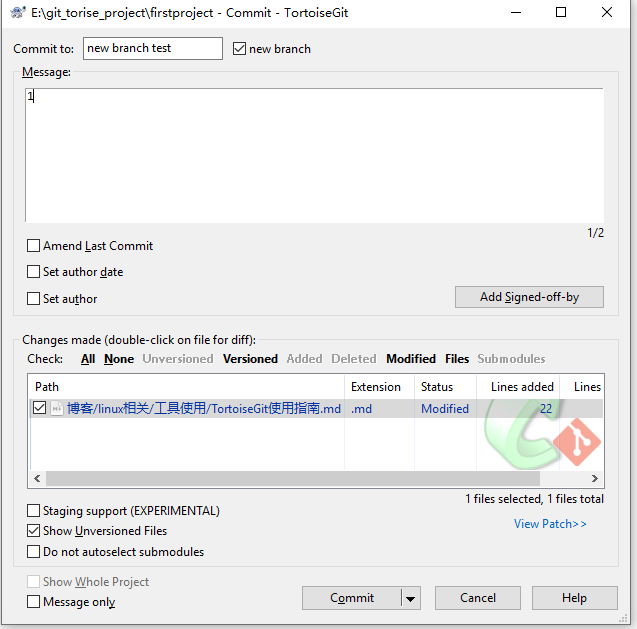 E:\git_torise_project\firstproject - Commit - TortoiseGit
Commit to: new branch test new branch
Message:
1
1/2
Amend Last Commit
Set author date
Set author
Add Signed-off-by
Changes made (double-click on file for diff):
Check: All None Unversioned Versioned Added Deleted Modified Files Submodules
Path Extension Status Lines added Lines
博客/linux相关/工具使用/TortoiseGit使用指南.md .md Modified 22
1 files selected, 1 files total
Staging support (EXPERIMENTAL)
Show Unversioned Files
View Patch>>
Do not autoselect submodules
Show Whole Project
Message only
Commit Cancel Help